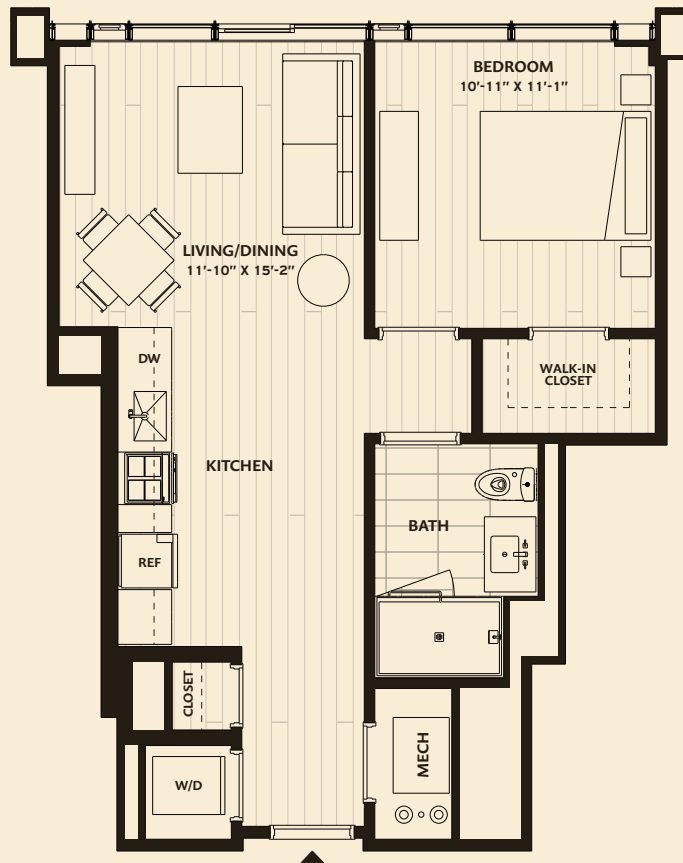 BEDROOM
10'-11" X 11'-1"
LIVING/DINING
11'-10" X 15'-2"
DW
WALK-IN
CLOSET
KITCHEN
BATH
REF
CLOSET
MECH
W/D